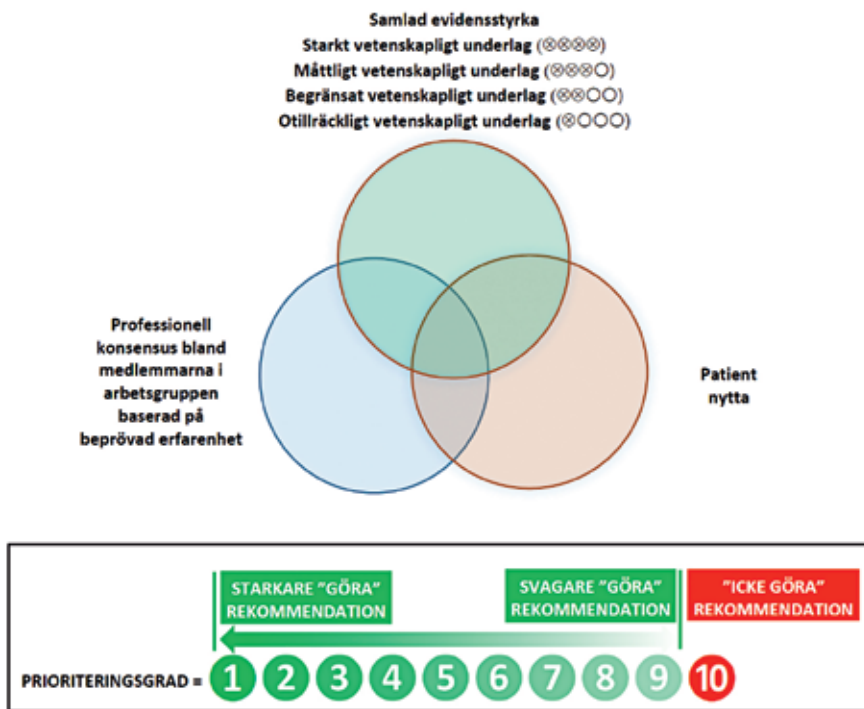 Samlad evidensstyrka
Starkt vetenskapligt underlag (⊗⊗⊗⊗)
Måttligt vetenskapligt underlag (⊗⊗⊗○)
Begränsat vetenskapligt underlag (⊗⊗○○)
Otillräckligt vetenskapligt underlag (⊗○○○)
Professionell
konsensus bland
medlemmarna i
arbetsgruppen
baserad på
beprövad erfarenhet
Patient
nytta
STARKARE "GÖRA"
REKOMMENDATION
SVAGARE "GÖRA"
REKOMMENDATION
"ICKE GÖRA"
REKOMMENDATION
PRIORITERINGSGRAD = 1 2 3 4 5 6 7 8 9 10